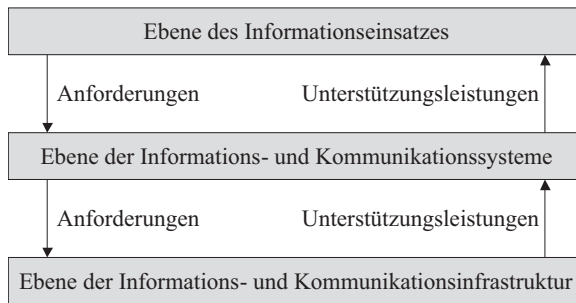 Ebene des Informationseinsatzes
Anforderungen Unterstützungsleistungen
Ebene der Informations- und Kommunikationssysteme
Anforderungen Unterstützungsleistungen
Ebene der Informations- und Kommunikationsinfrastruktur